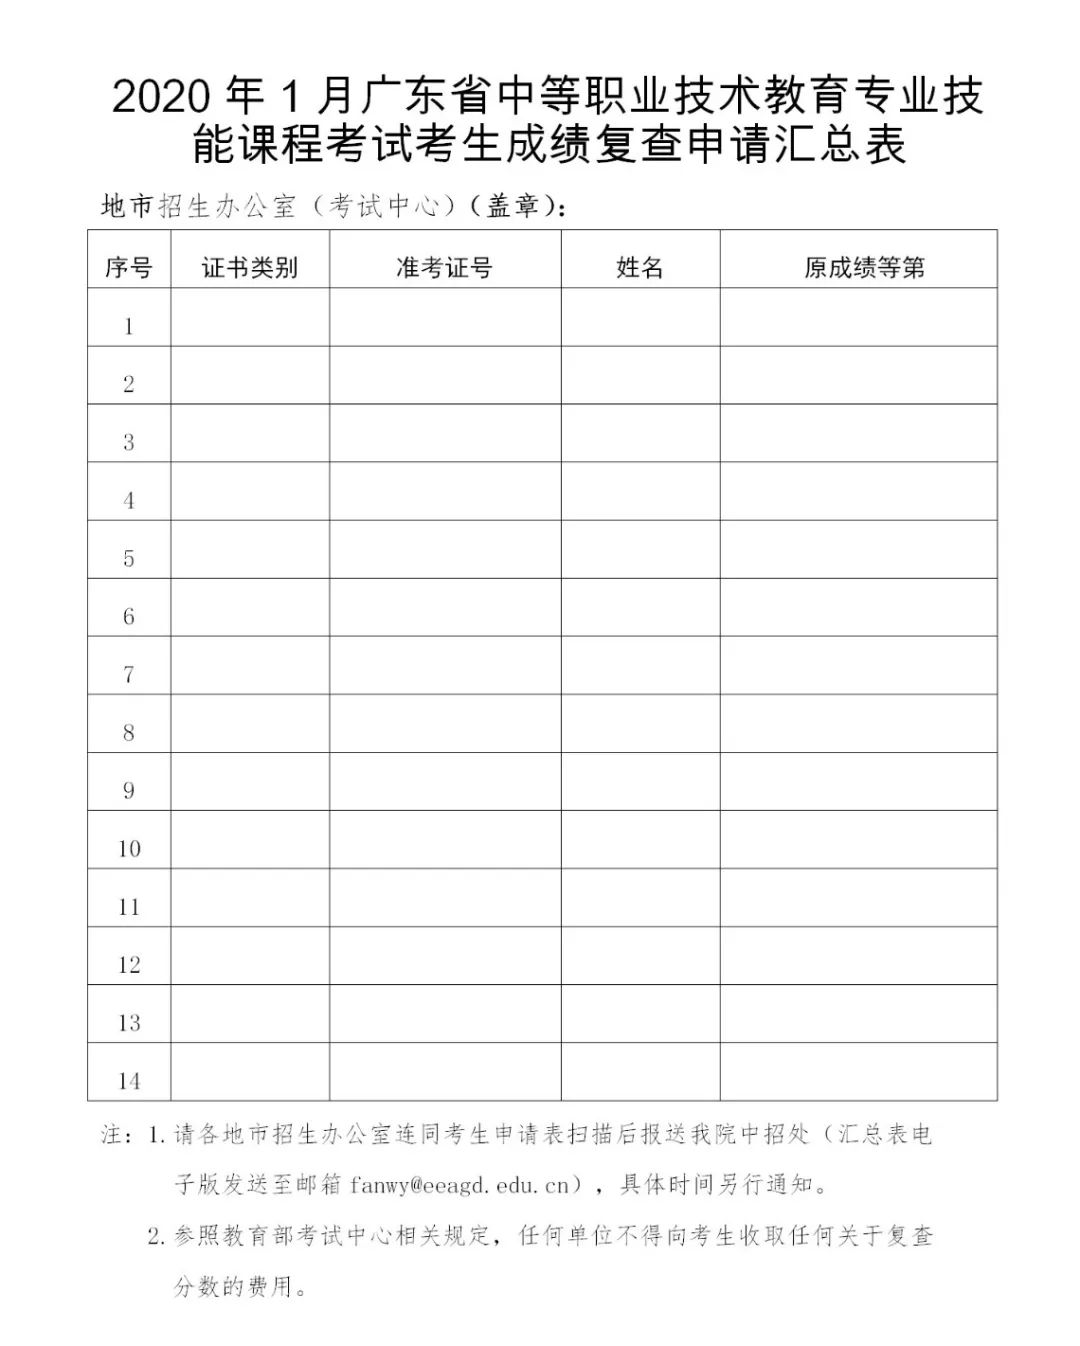 2020 年 1 月广东省中等职业技术教育专业技
能课程考试考生成绩复查申请汇总表
地市招生办公室（考试中心）（盖章）：
序号 证书类别 准考证号 姓名 原成绩等第
1
2
3
4
5
6
7
8
9
10
11
12
13
14
注：1. 请各地市招生办公室连同考生申请表扫描后报送我院中招处（汇总表电
子版发送至邮箱 fanwy@eeagd.edu.cn），具体时间另行通知。
2. 参照教育部考试中心相关规定，任何单位不得向考生收取任何关于复查
分数的费用。